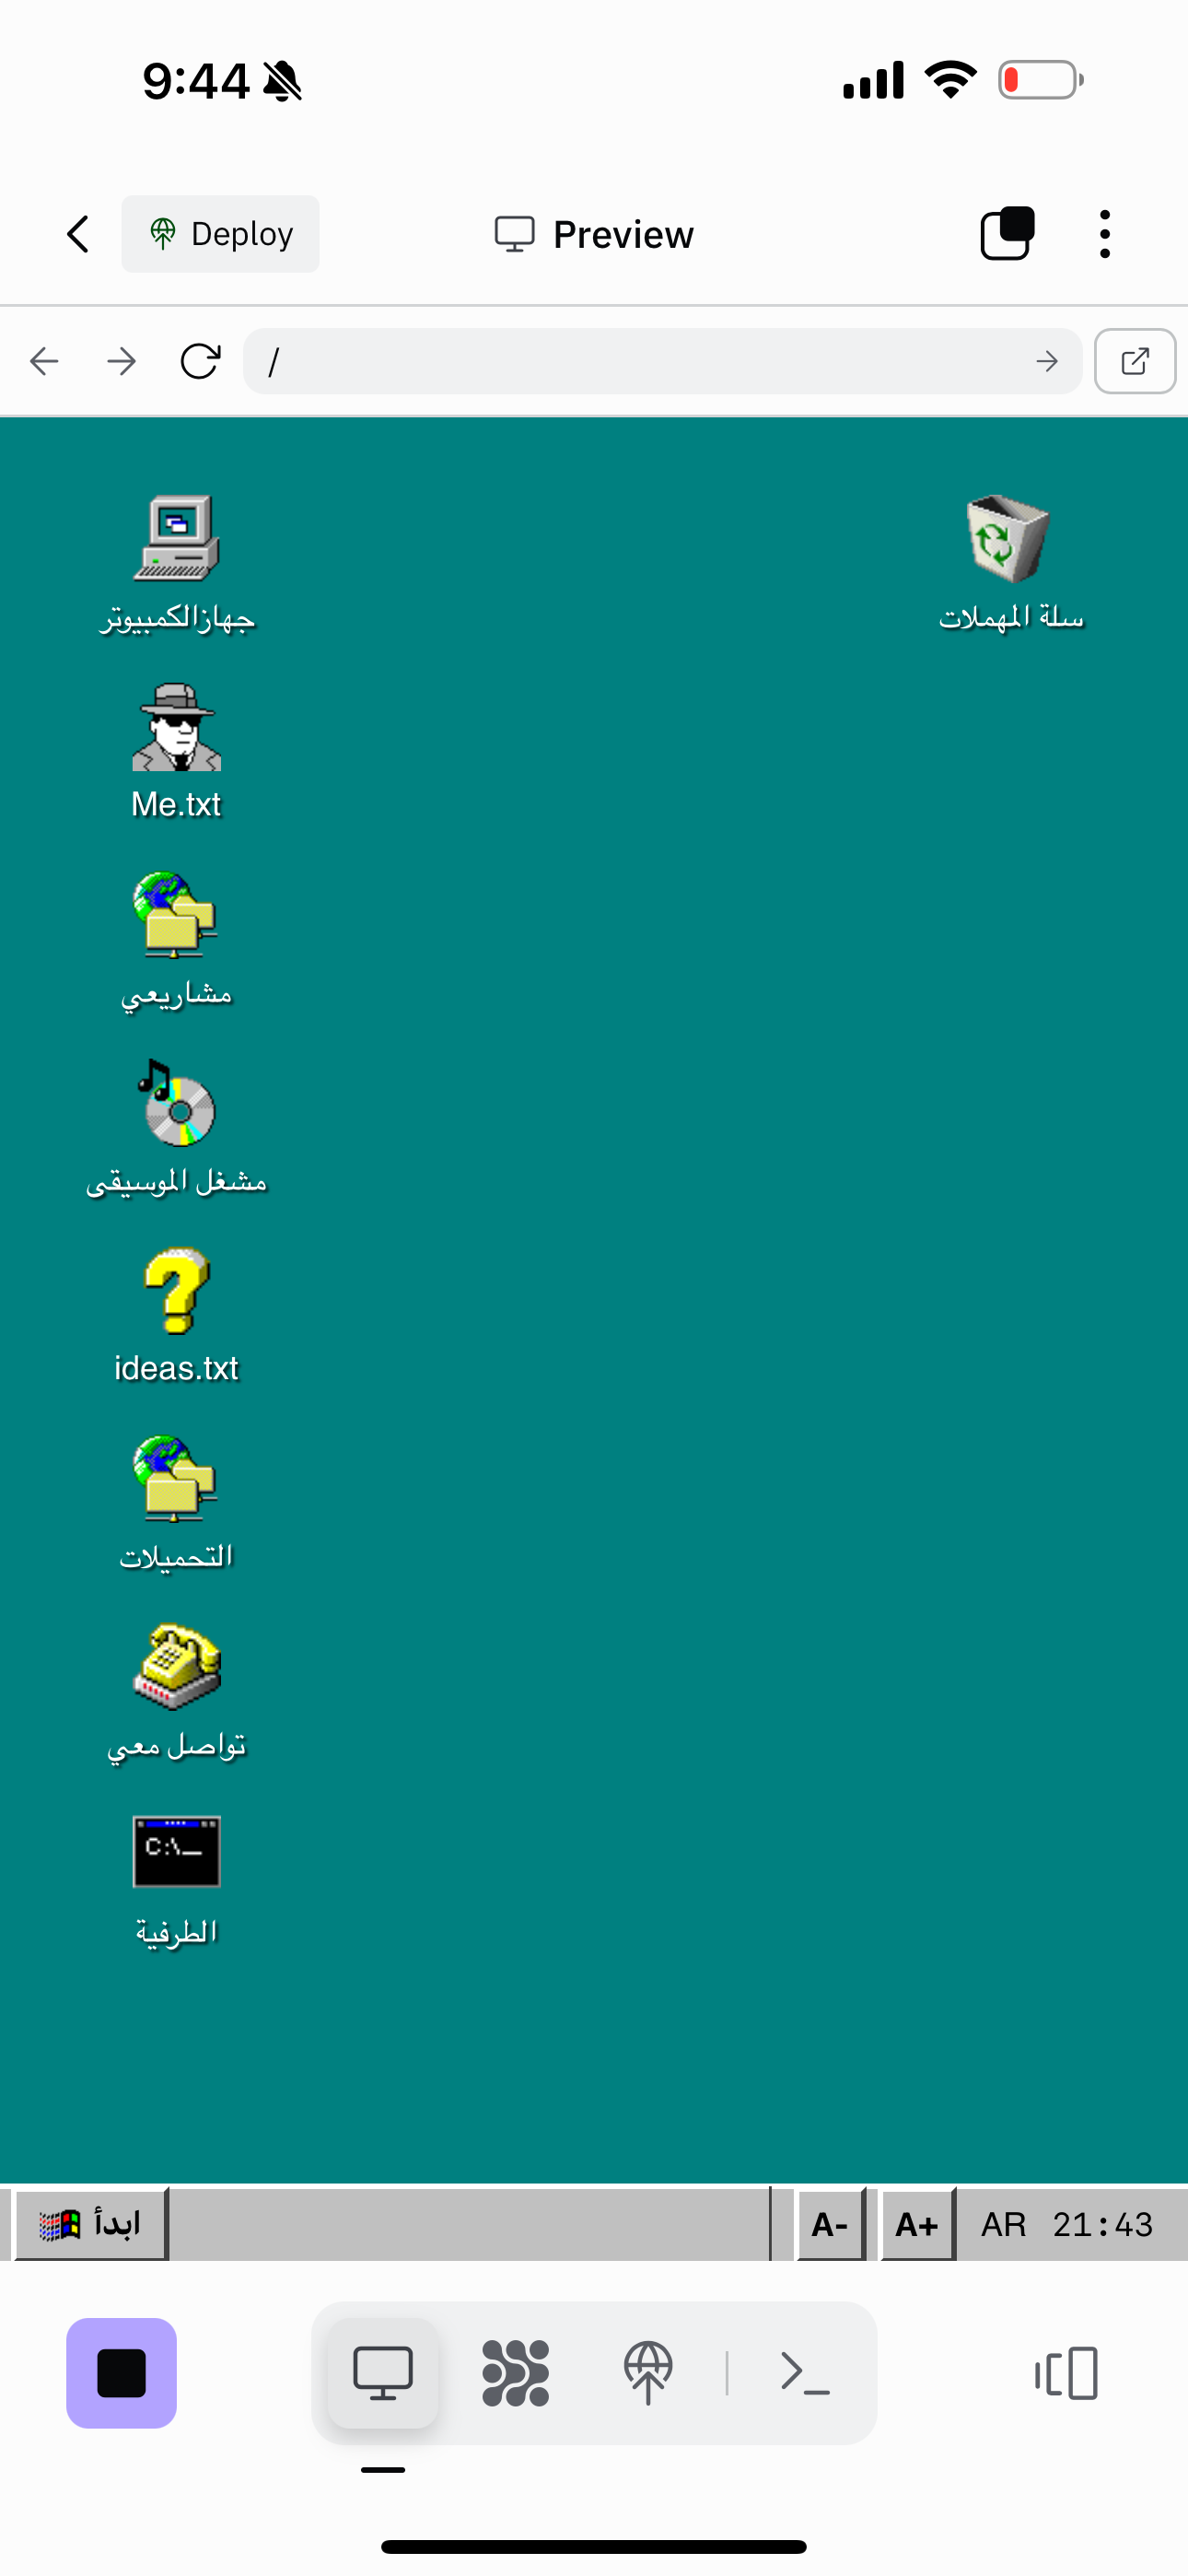 9:44
Deploy
Preview
/
جهازالكمبيوتر
سلة المهملات
Me.txt
مشاريعي
مشغل الموسيقى
ideas.txt
التحميلات
تواصل معي
C:\_
الطرفية
ابدأ
A-
A+
AR 21:43